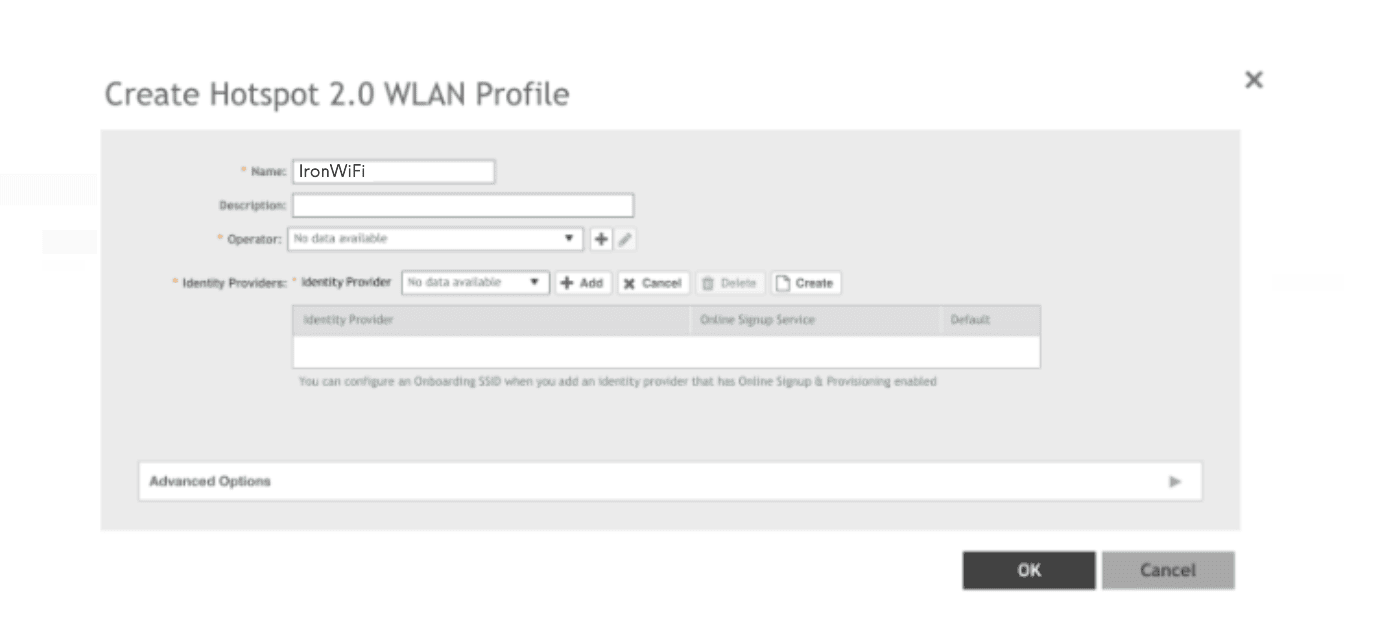 Create Hotspot 2.0 WLAN Profile
* Name: IronWiFi
Description:
* Operator: No data available
* Identity Providers: * Identity Provider No data available Add Cancel Delete Create
Identity Provider Online Signup Service Default
You can configure an Onboarding SSID when you add an identity provider that has Online Signup & Provisioning enabled
Advanced Options
OK Cancel